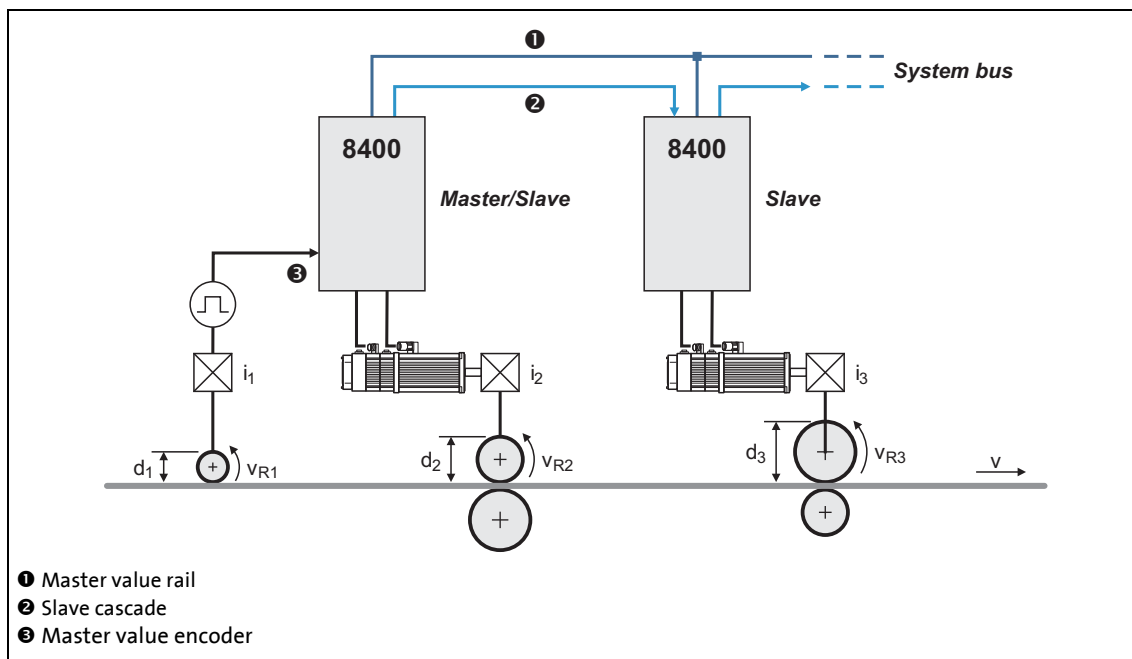 ❶
System bus
❷
8400
8400
Master/Slave
Slave
❸
i1
i2
i3
d1
vR1
d2
vR2
d3
vR3
v
❶ Master value rail
❷ Slave cascade
❸ Master value encoder